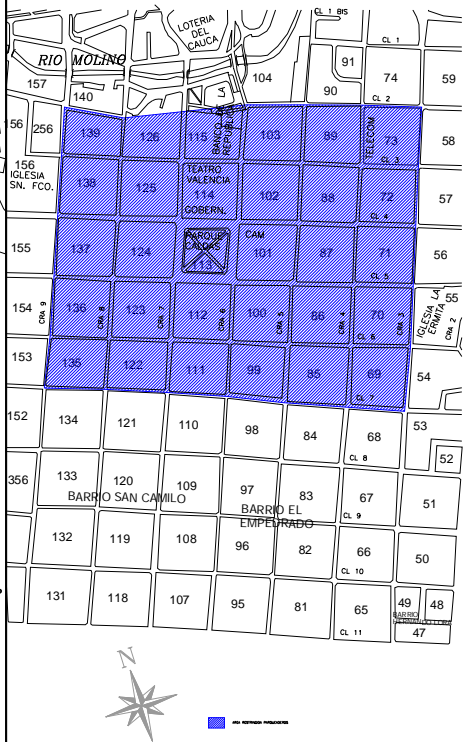 CL 1 BIS
LOTERIA
DEL
CAUCA
CL 1
RIO MOLINO
91
74
59
157
140
104
90
CL 2
BANCO DE LA
REPUBLICA
TELECOM
156
256
139
126
115
103
89
73
58
CL 3
156
IGLESIA
SN. FCO.
138
125
TEATRO
VALENCIA
114
GOBERN.
102
88
72
57
CL 4
155
137
124
PARQUE
CALDAS
113
CAM
101
87
71
56
CL 5
154
CRA 9
136
CRA 8
123
CRA 7
112
CRA 6
100
CRA 5
86
CRA 4
70
CRA 3
CL 6
IGLESIA LA
ERMITA
CRA 2
55
153
135
122
111
99
85
69
54
CL 7
152
134
121
110
98
84
68
53
CL 8
52
356
133
120
109
97
83
67
51
BARRIO SAN CAMILO
BARRIO EL
EMPEDRADO
CL 9
132
119
108
96
82
66
50
CL 10
131
118
107
95
81
65
49
48
BARRIO
CL 11
47
N